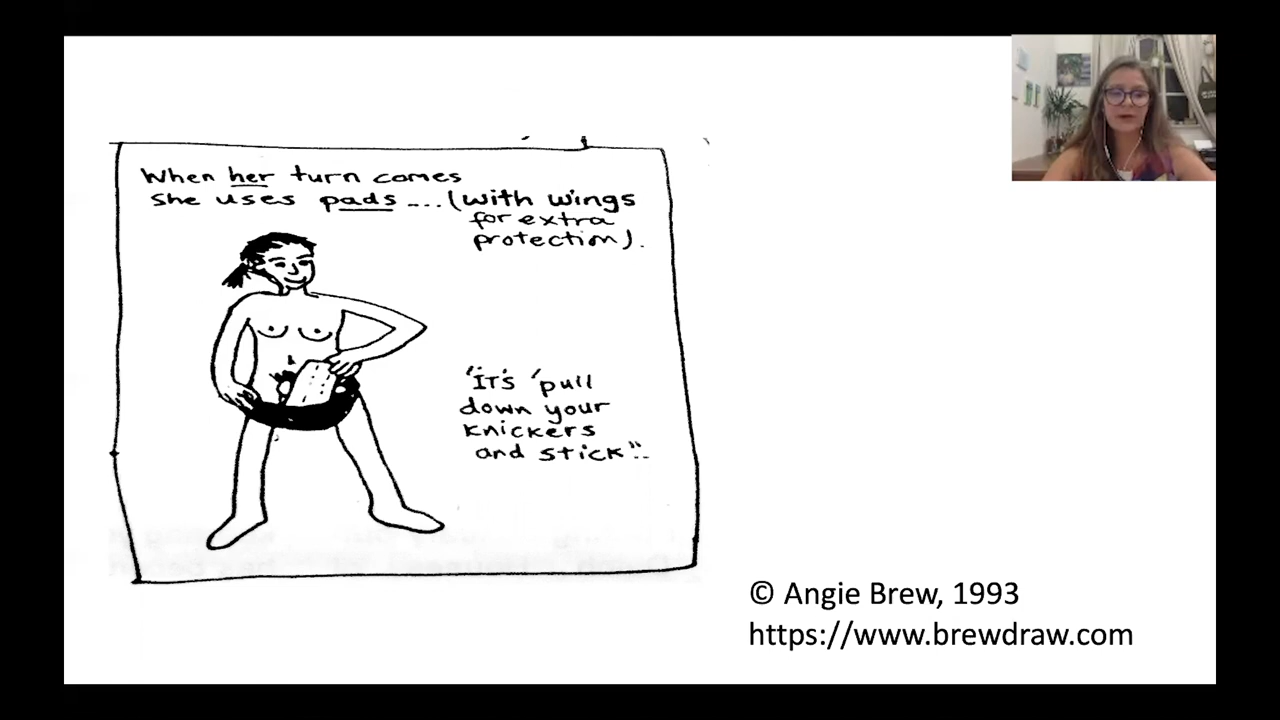 When her turn comes
she uses pads .... (with wings
for extra
protection).
"It's 'pull
down your
knickers
and stick"..
© Angie Brew, 1993
https://www.brewdraw.com